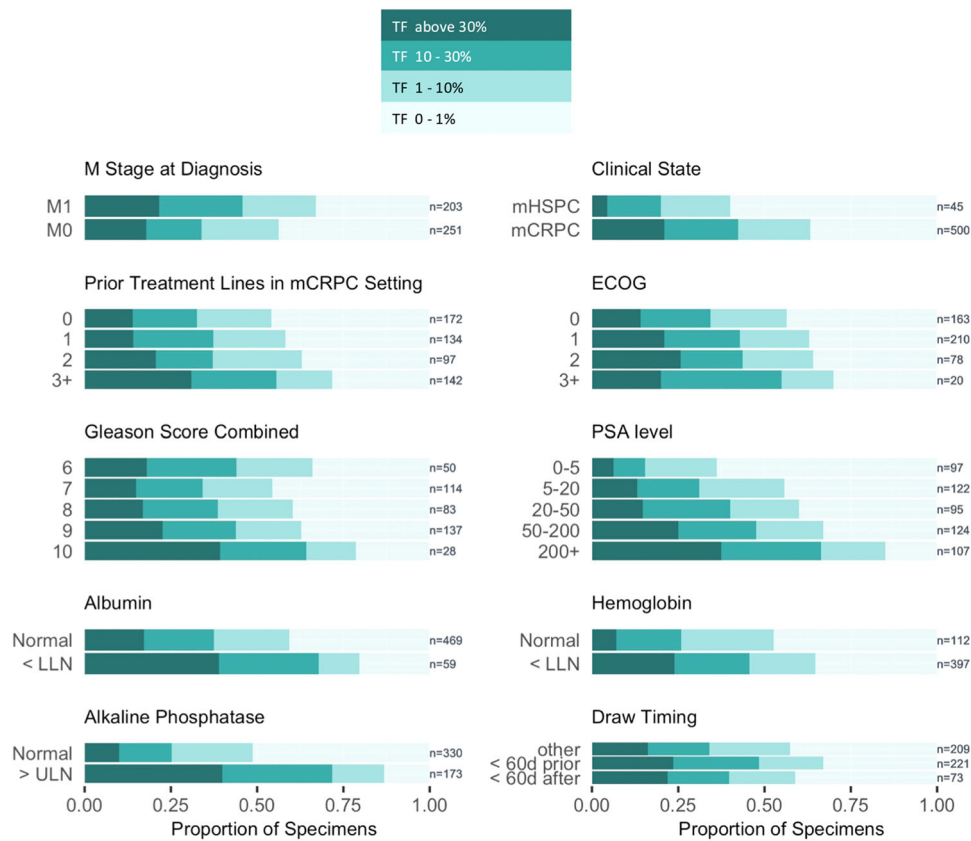 TF above 30%
TF 10 - 30%
TF 1 - 10%
TF 0 - 1%
M Stage at Diagnosis
M1 n=203
M0 n=251
Prior Treatment Lines in mCRPC Setting
0 n=172
1 n=134
2 n=97
3+ n=142
Gleason Score Combined
6 n=50
7 n=114
8 n=83
9 n=137
10 n=28
Albumin
Normal n=469
< LLN n=59
Alkaline Phosphatase
Normal n=330
> ULN n=173
0.00 0.25 0.50 0.75 1.00
Proportion of Specimens
Clinical State
mHSPC n=45
mCRPC n=500
ECOG
0 n=163
1 n=210
2 n=78
3+ n=20
PSA level
0-5 n=97
5-20 n=122
20-50 n=95
50-200 n=124
200+ n=107
Hemoglobin
Normal n=112
< LLN n=397
Draw Timing
other n=209
< 60d prior n=221
< 60d after n=73
0.00 0.25 0.50 0.75 1.00
Proportion of Specimens